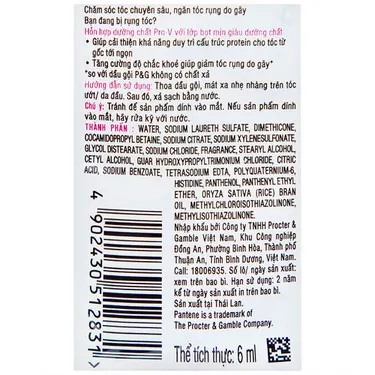 Chăm sóc tóc chuyên sâu, ngăn tóc rụng do gãy
Bạn đang bị rụng tóc?
Hỗn hợp dưỡng chất Pro-V với lớp bọt mịn giàu dưỡng chất
• Giúp cải thiện khả năng duy trì cấu trúc protein cho tóc từ
gốc tới ngọn
• Tăng cường độ chắc khoẻ giúp giảm tóc rụng do gãy*
*so với dầu gội P&G không có chất xả
Hướng dẫn sử dụng: Thoa dầu gội, mát xa nhẹ nhàng trên tóc
ướt/ da đầu. Sau đó, xả sạch bằng nước.
Chú ý: Tránh để sản phẩm dính vào mắt. Nếu sản phẩm
dính vào mắt, hãy rửa kỹ với nước.
THÀNH PHẦN: WATER, SODIUM LAURETH SULFATE, DIMETHICONE,
COCAMIDOPROPYL BETAINE, SODIUM CITRATE, SODIUM XYLENESULFONATE,
GLYCOL DISTEARATE, SODIUM CHLORIDE, FRAGRANCE, STEARYL ALCOHOL,
CETYL ALCOHOL, GUAR HYDROXYPROPYLTRIMONIUM CHLORIDE, CITRIC
ACID, SODIUM BENZOATE, TETRASODIUM EDTA, POLYQUATERNIUM-6,
HISTIDINE, PANTHENOL, PANTHENYL ETHYL
ETHER, ORYZA SATIVA (RICE) BRAN
OIL, METHYLCHLOROISOTHIAZOLINONE,
METHYLISOTHIAZOLINONE.
Nhập khẩu bởi Công ty TNHH Procter &
Gamble Việt Nam, Khu Công nghiệp
Đồng An, Phường Bình Hòa, Thành phố
Thuận An, Tỉnh Bình Dương, Việt Nam.
Call: 18006935. Số lô/ ngày sản xuất:
xem trên bao bì. Hạn sử dụng: 2 năm
kể từ ngày sản xuất in trên bao bì.
Sản xuất tại Thái Lan.
Pantene is a trademark of
The Procter & Gamble Company.
Thể tích thực: 6 ml
4 902430 512831